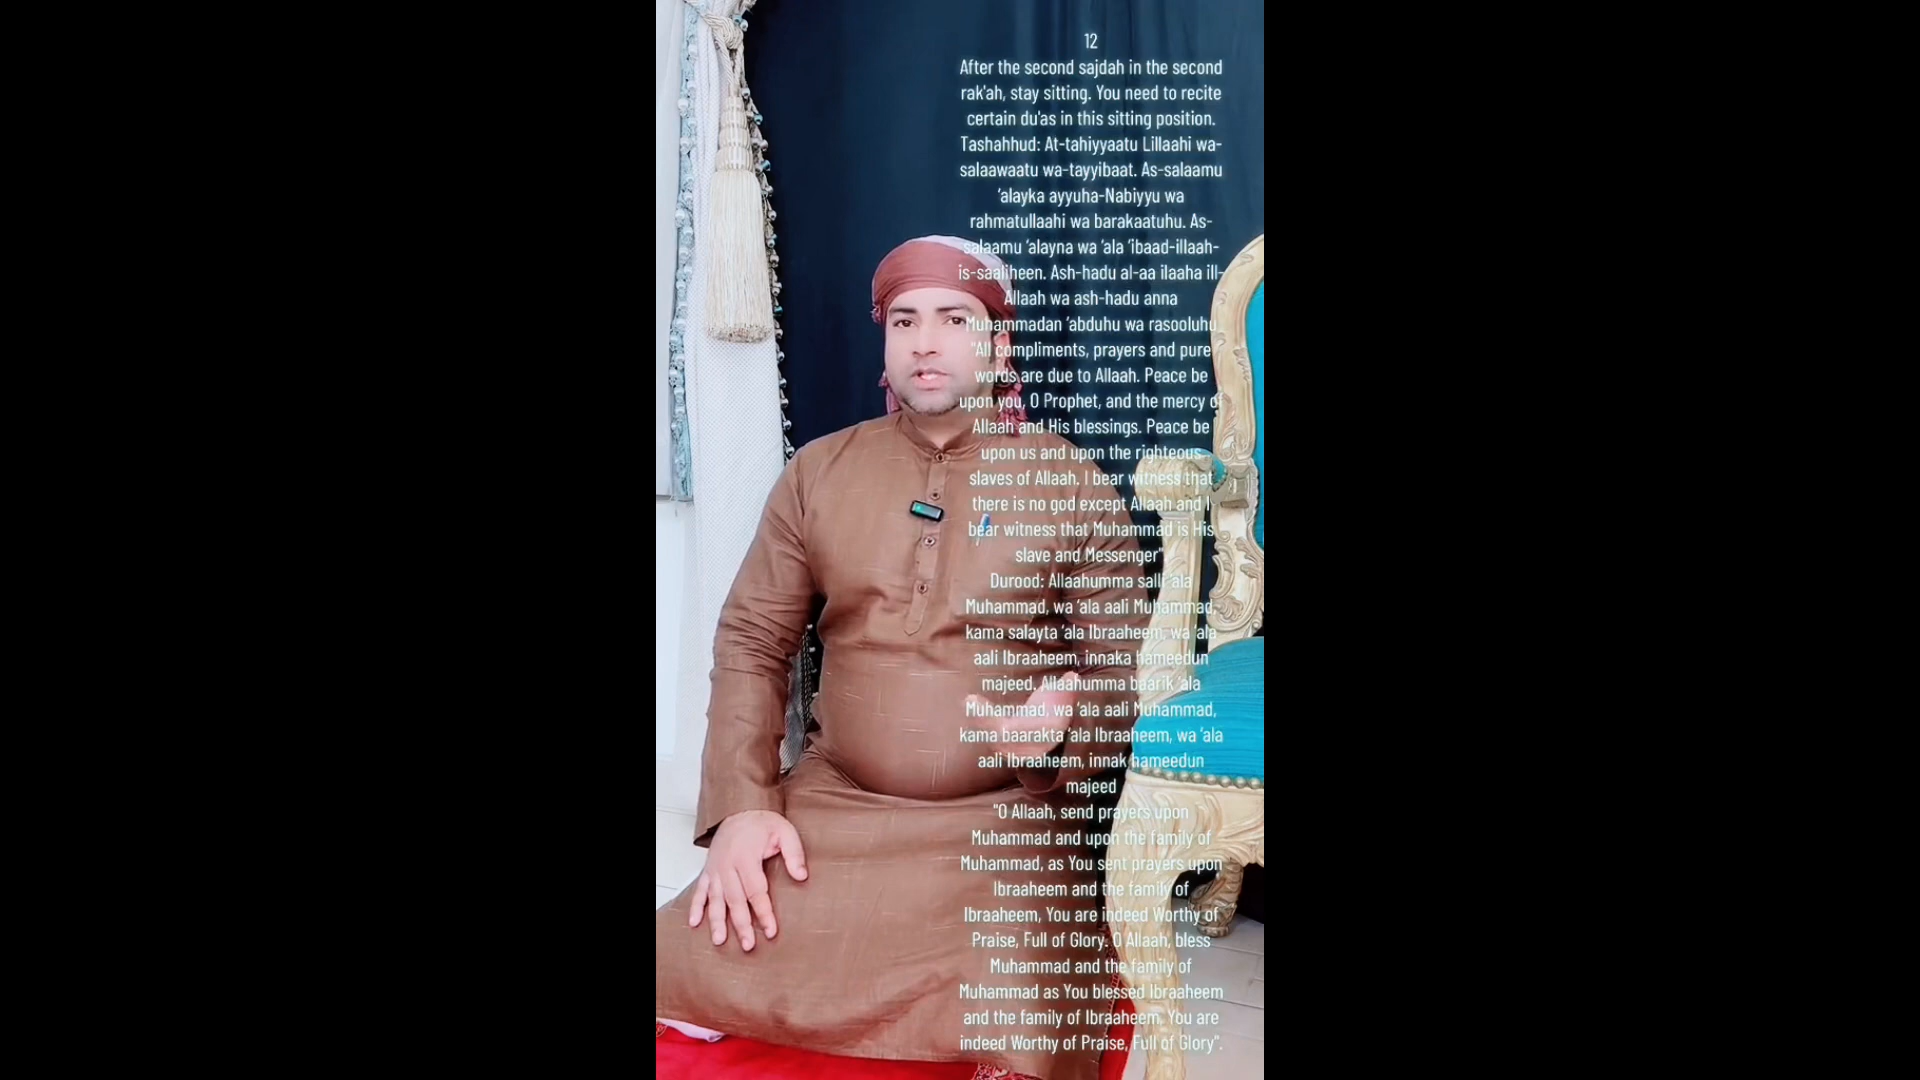 12
After the second sajdah in the second
rak'ah, stay sitting. You need to recite
certain du'as in this sitting position.
Tashahhud: At-tahiyyaatu Lillaahi wa-
salaawaatu wa-tayyibaat. As-salaamu
‘alayka ayyuha-Nabiyyu wa
rahmatullaahi wa barakaatuhu. As-
salaamu ‘alayna wa ‘ala ‘ibaad-illaah-
is-saaliheen. Ash-hadu al-aa ilaaha ill-
Allaah wa ash-hadu anna
Muhammadan ‘abduhu wa rasooluhu
"All compliments, prayers and pure
words are due to Allaah. Peace be
upon you, O Prophet, and the mercy of
Allaah and His blessings. Peace be
upon us and upon the righteous
slaves of Allaah. I bear witness that
there is no god except Allaah and I
bear witness that Muhammad is His
slave and Messenger"
Durood: Allaahumma salli ‘ala
Muhammad, wa ‘ala aali Muhammad,
kama salayta ‘ala Ibraaheem, wa ‘ala
aali Ibraaheem, innaka hameedun
majeed. Allaahumma baarik ‘ala
Muhammad, wa ‘ala aali Muhammad,
kama baarakta ‘ala Ibraaheem, wa ‘ala
aali Ibraaheem, innak hameedun
majeed
"O Allaah, send prayers upon
Muhammad and upon the family of
Muhammad, as You sent prayers upon
Ibraaheem and the family of
Ibraaheem, You are indeed Worthy of
Praise, Full of Glory. O Allaah, bless
Muhammad and the family of
Muhammad as You blessed Ibraaheem
and the family of Ibraaheem, You are
indeed Worthy of Praise, Full of Glory".